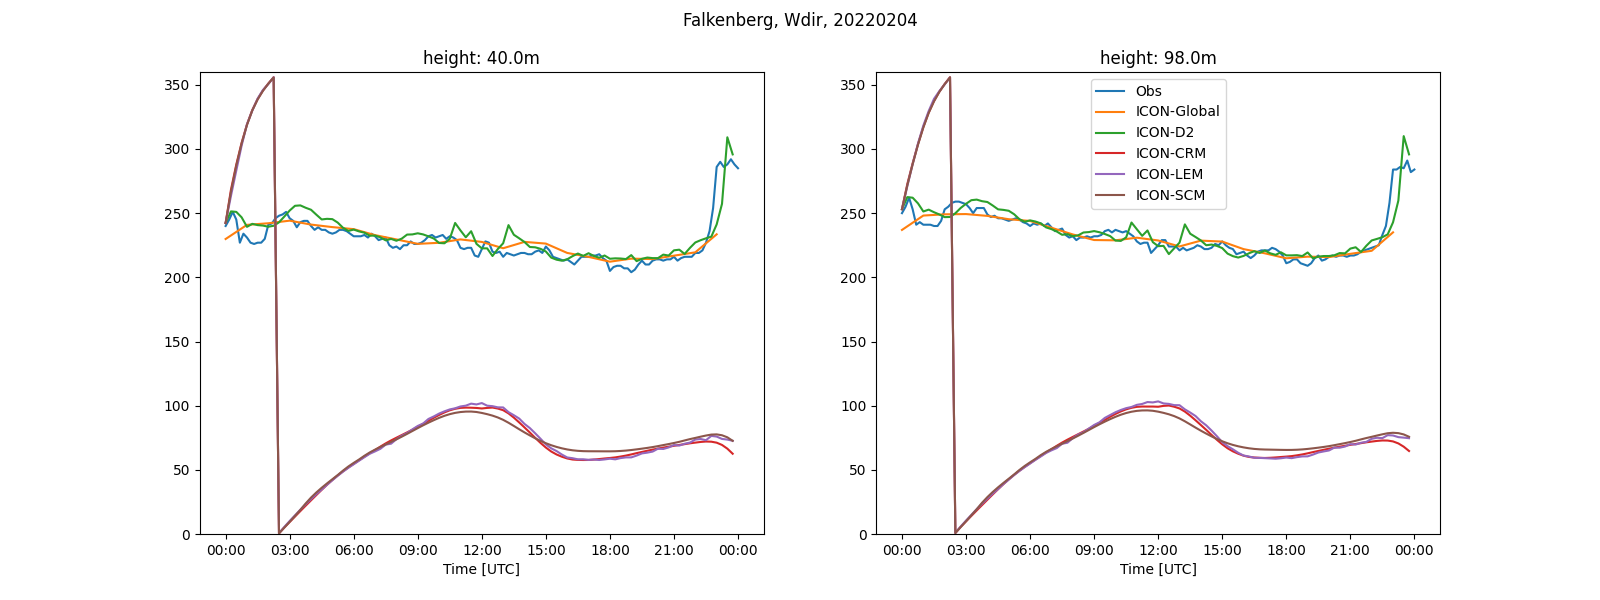 Falkenberg, Wdir, 20220204
height: 40.0m
350
300
250
200
150
100
50
0
00:00 03:00 06:00 09:00 12:00 15:00 18:00 21:00 00:00
Time [UTC]
height: 98.0m
Obs
ICON-Global
ICON-D2
ICON-CRM
ICON-LEM
ICON-SCM
350
300
250
200
150
100
50
0
00:00 03:00 06:00 09:00 12:00 15:00 18:00 21:00 00:00
Time [UTC]